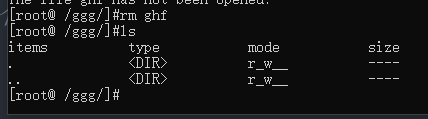 The file ghf has not been opened.
[root@ /ggg/]#rm ghf
[root@ /ggg/]#ls
items type mode size
. <DIR> r_w__ ----
.. <DIR> r_w__ ----
[root@ /ggg/]#